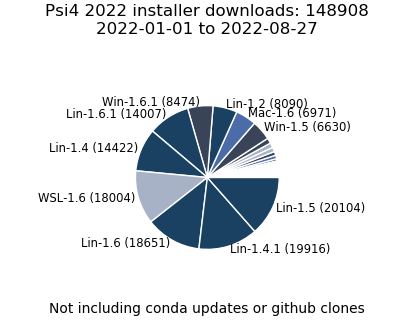 Psi4 2022 installer downloads: 148908
2022-01-01 to 2022-08-27
Win-1.6.1 (8474)
Lin-1.2 (8090)
Lin-1.6.1 (14007)
Mac-1.6 (6971)
Win-1.5 (6630)
Lin-1.4 (14422)
WSL-1.6 (18004)
Lin-1.5 (20104)
Lin-1.6 (18651)
Lin-1.4.1 (19916)
Not including conda updates or github clones